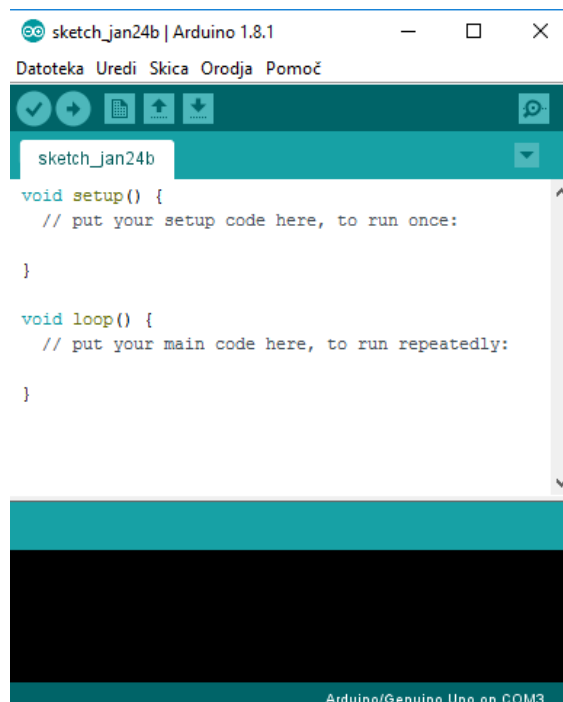 sketch_jan24b | Arduino 1.8.1
Datoteka Uredi Skica Orodja Pomoč
sketch_jan24b
void setup() {
// put your setup code here, to run once:
}
void loop() {
// put your main code here, to run repeatedly:
}
Arduino/Genuino Uno on COM3